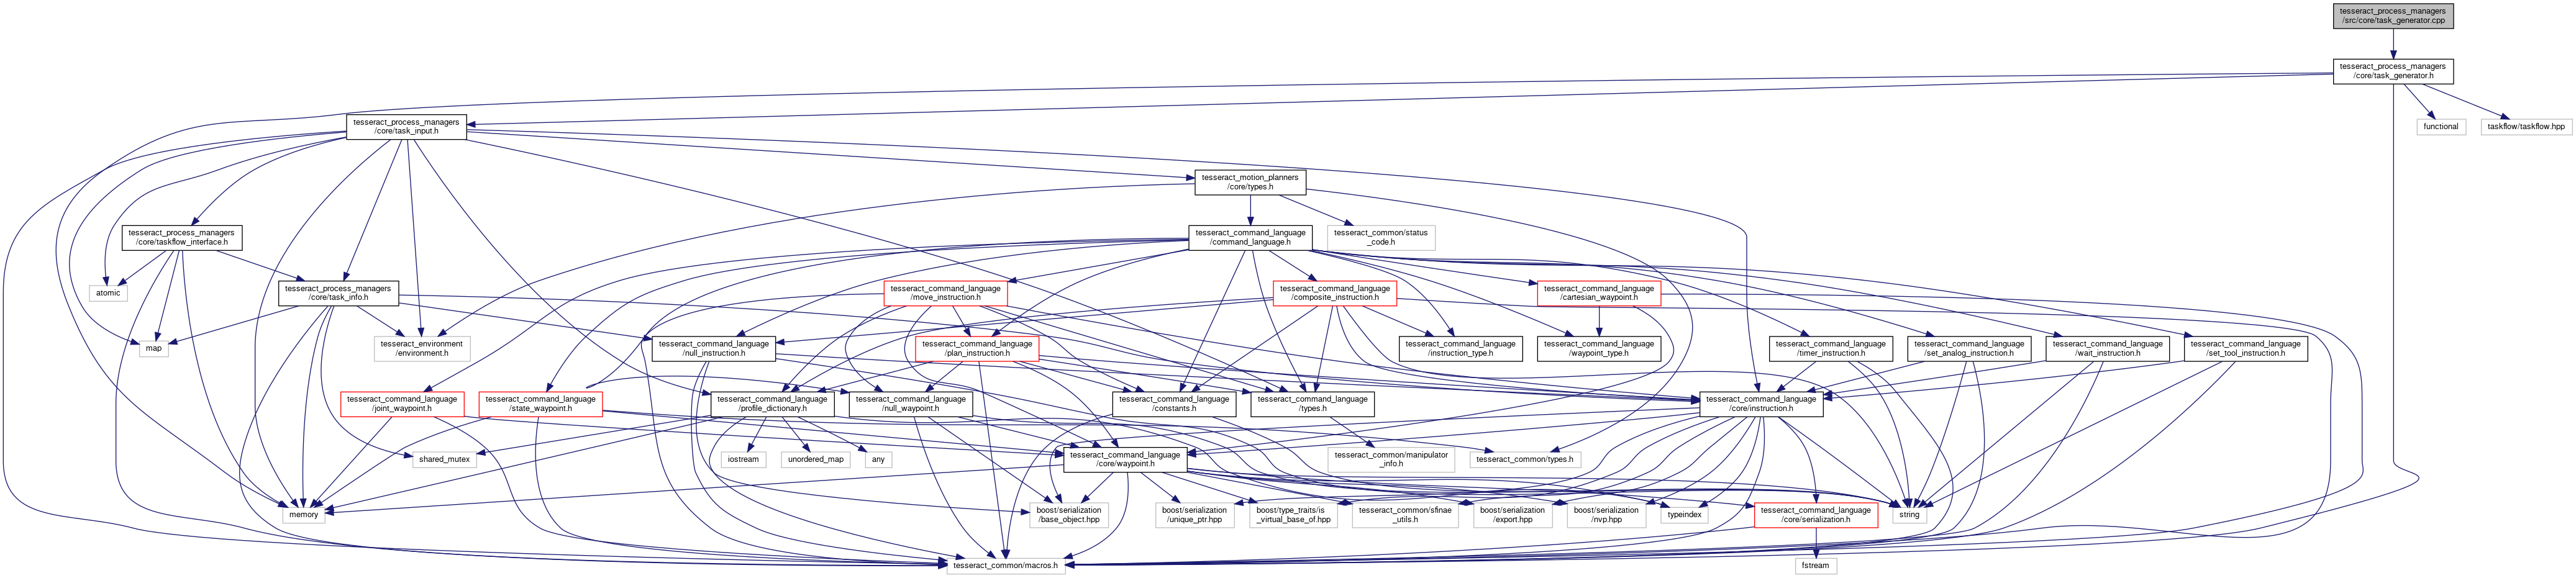 tesseract_process_managers
/src/core/task_generator.cpp
tesseract_process_managers
/core/task_generator.h
tesseract_process_managers
/core/task_input.h
functional
taskflow/taskflow.hpp
tesseract_motion_planners
/core/types.h
tesseract_process_managers
/core/taskflow_interface.h
tesseract_command_language
/command_language.h
tesseract_common/status
_code.h
atomic
tesseract_process_managers
/core/task_info.h
tesseract_command_language
/move_instruction.h
tesseract_command_language
/composite_instruction.h
tesseract_command_language
/cartesian_waypoint.h
map
tesseract_environment
/environment.h
tesseract_command_language
/null_instruction.h
tesseract_command_language
/plan_instruction.h
tesseract_command_language
/instruction_type.h
tesseract_command_language
/waypoint_type.h
tesseract_command_language
/timer_instruction.h
tesseract_command_language
/set_analog_instruction.h
tesseract_command_language
/wait_instruction.h
tesseract_command_language
/set_tool_instruction.h
tesseract_command_language
/joint_waypoint.h
tesseract_command_language
/state_waypoint.h
tesseract_command_language
/profile_dictionary.h
tesseract_command_language
/null_waypoint.h
tesseract_command_language
/constants.h
tesseract_command_language
/types.h
tesseract_command_language
/core/instruction.h
shared_mutex
iostream
unordered_map
any
tesseract_command_language
/core/waypoint.h
tesseract_common/manipulator
_info.h
tesseract_common/types.h
memory
boost/serialization
/base_object.hpp
boost/serialization
/unique_ptr.hpp
boost/type_traits/is
_virtual_base_of.hpp
tesseract_common/sfinae
_utils.h
boost/serialization
/export.hpp
boost/serialization
/nvp.hpp
typeindex
tesseract_command_language
/core/serialization.h
string
tesseract_common/macros.h
fstream